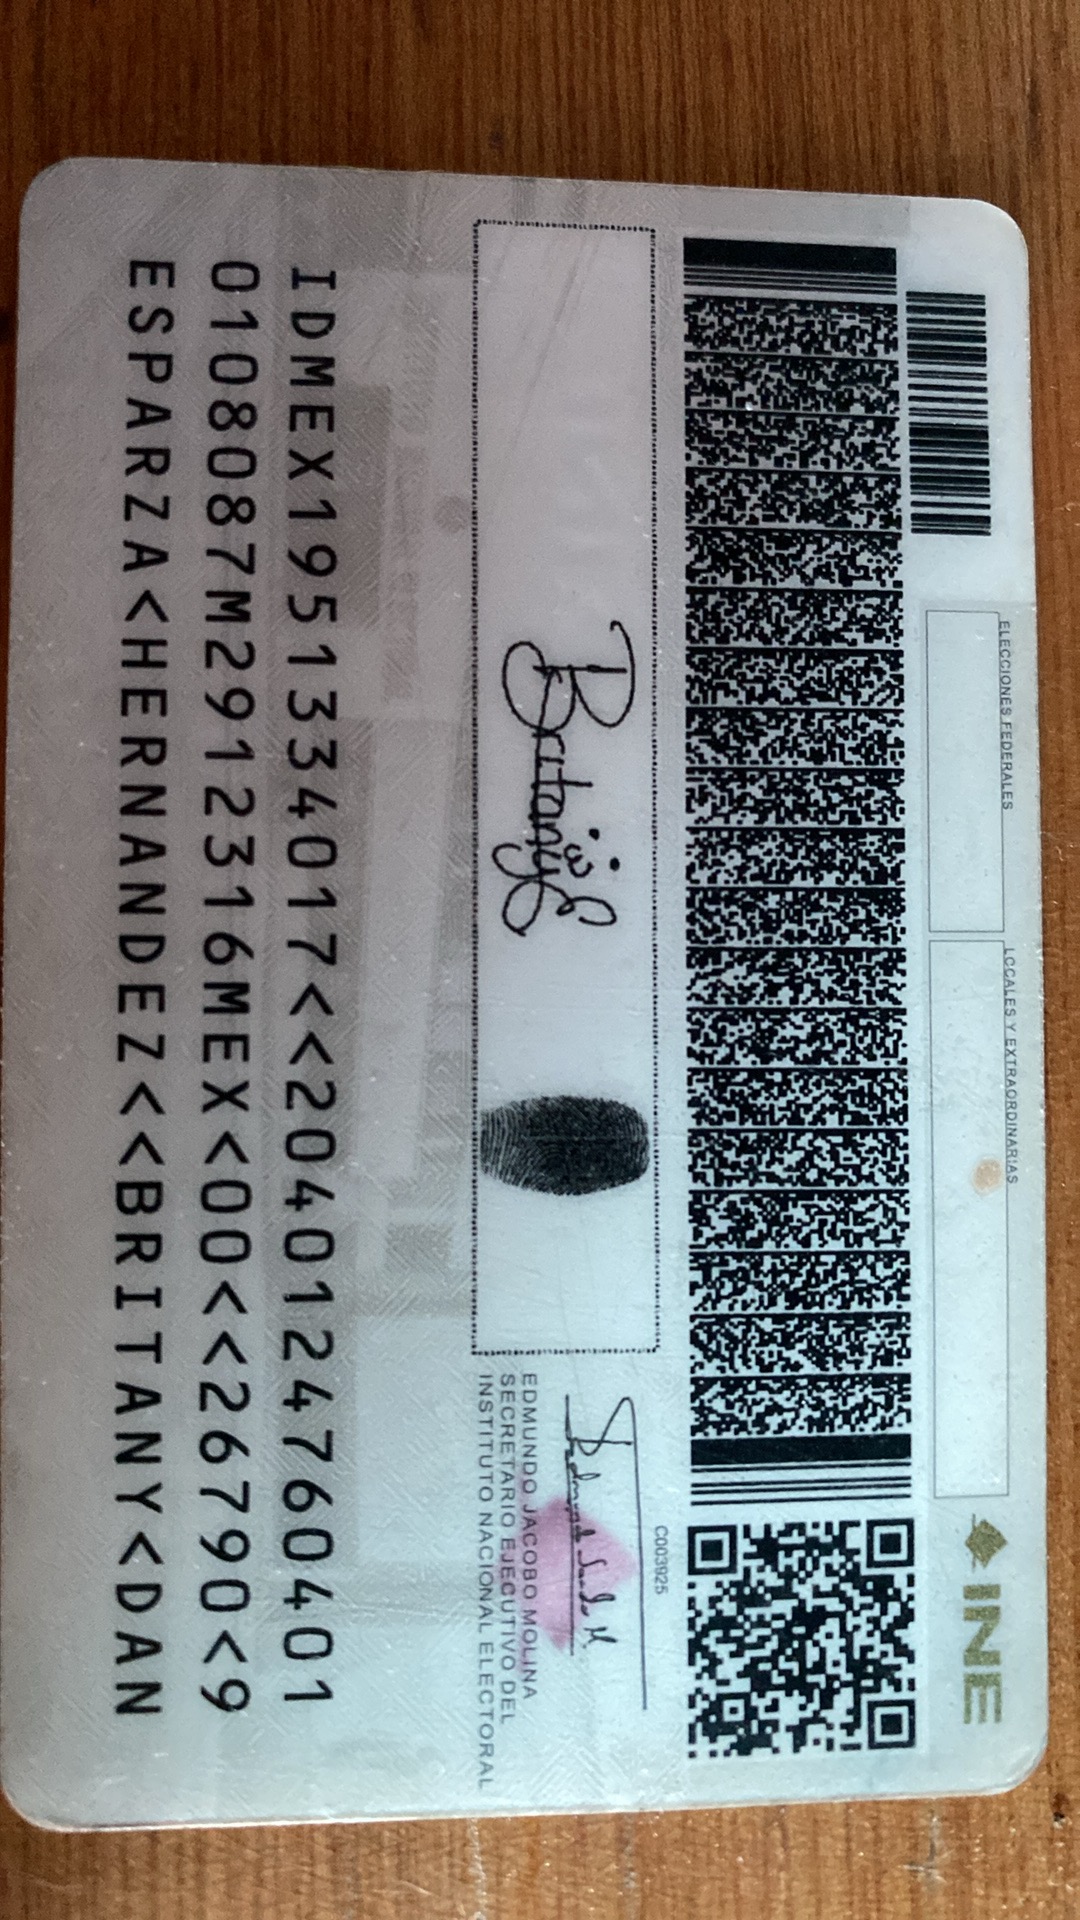 ELECCIONES FEDERALES
LOCALES Y EXTRAORDINARIAS
INE
C003925
Britany
EDMUNDO JACOBO MOLINA
SECRETARIO EJECUTIVO DEL
INSTITUTO NACIONAL ELECTORAL
IDMEX1951334017<<2040124760401
0108087M2912316MEX<00<<26790<9
ESPARZA<HERNANDEZ<<BRITANY<DAN